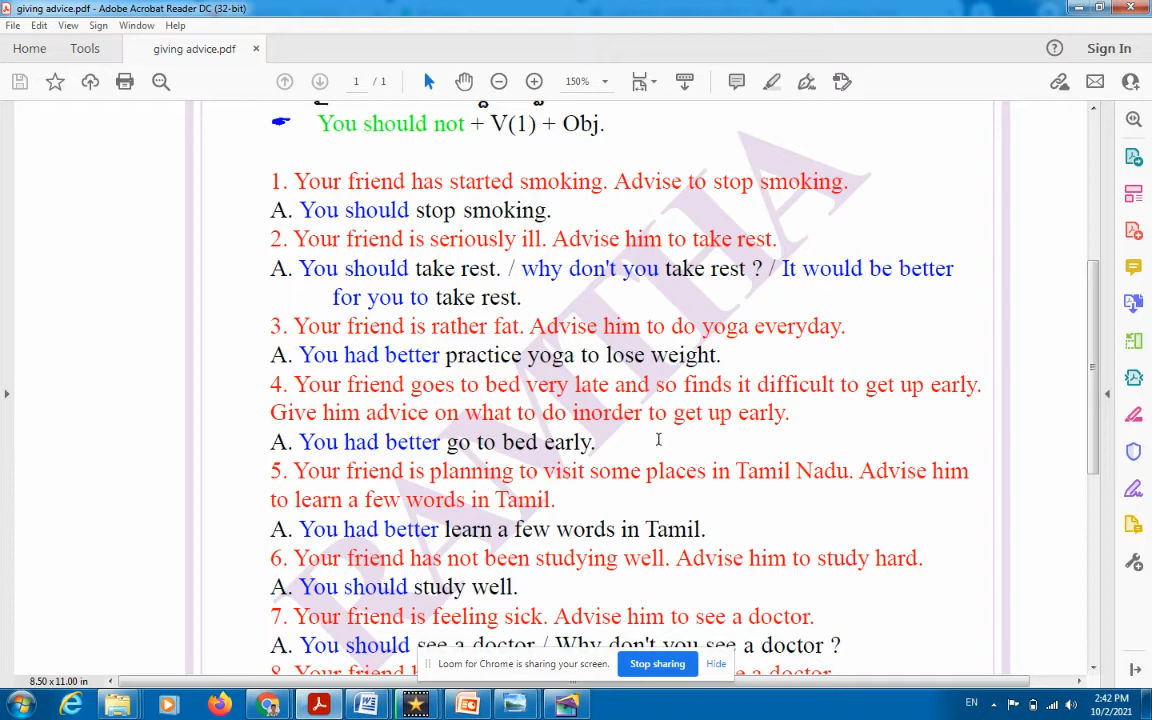 giving advice.pdf - Adobe Acrobat Reader DC (32-bit)
File Edit View Sign Window Help
Home Tools giving advice.pdf × Sign In
1 / 1 150%
You should not + V(1) + Obj.
1. Your friend has started smoking. Advise to stop smoking.
A. You should stop smoking.
2. Your friend is seriously ill. Advise him to take rest.
A. You should take rest. / why don't you take rest ? / It would be better
for you to take rest.
3. Your friend is rather fat. Advise him to do yoga everyday.
A. You had better practice yoga to lose weight.
4. Your friend goes to bed very late and so finds it difficult to get up early.
Give him advice on what to do inorder to get up early.
A. You had better go to bed early.
5. Your friend is planning to visit some places in Tamil Nadu. Advise him
to learn a few words in Tamil.
A. You had better learn a few words in Tamil.
6. Your friend has not been studying well. Advise him to study hard.
A. You should study well.
7. Your friend is feeling sick. Advise him to see a doctor.
A. You should see a doctor / Why don't you see a doctor ?
8. Your friend
e a doctor.
PAMTHA
Loom for Chrome is sharing your screen. Stop sharing Hide
8.50 x 11.00 in
EN 2:42 PM
10/2/2021